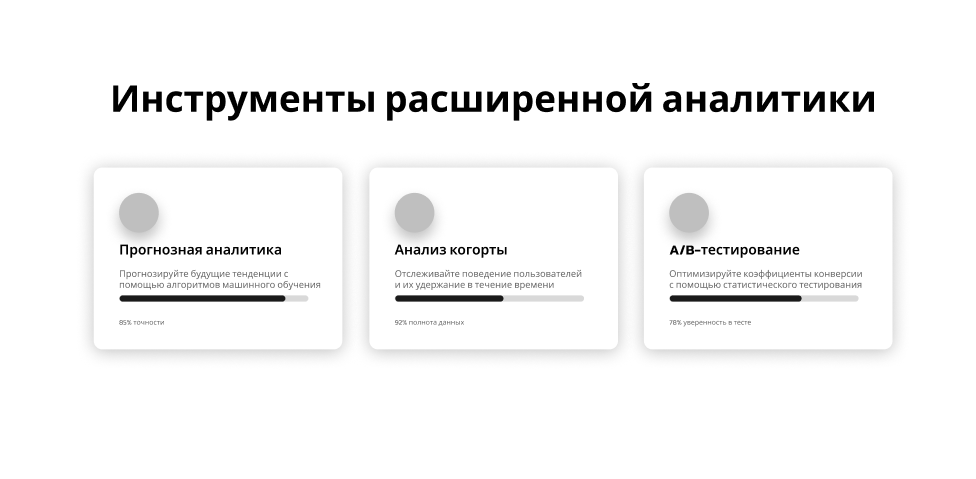 Инструменты расширенной аналитики
Прогнозная аналитика
Прогнозируйте будущие тенденции с
помощью алгоритмов машинного обучения
85% точности
Анализ когорты
Отслеживайте поведение пользователей
и их удержание в течение времени
92% полнота данных
A/B-тестирование
Оптимизируйте коэффициенты конверсии
с помощью статистического тестирования
78% уверенность в тесте